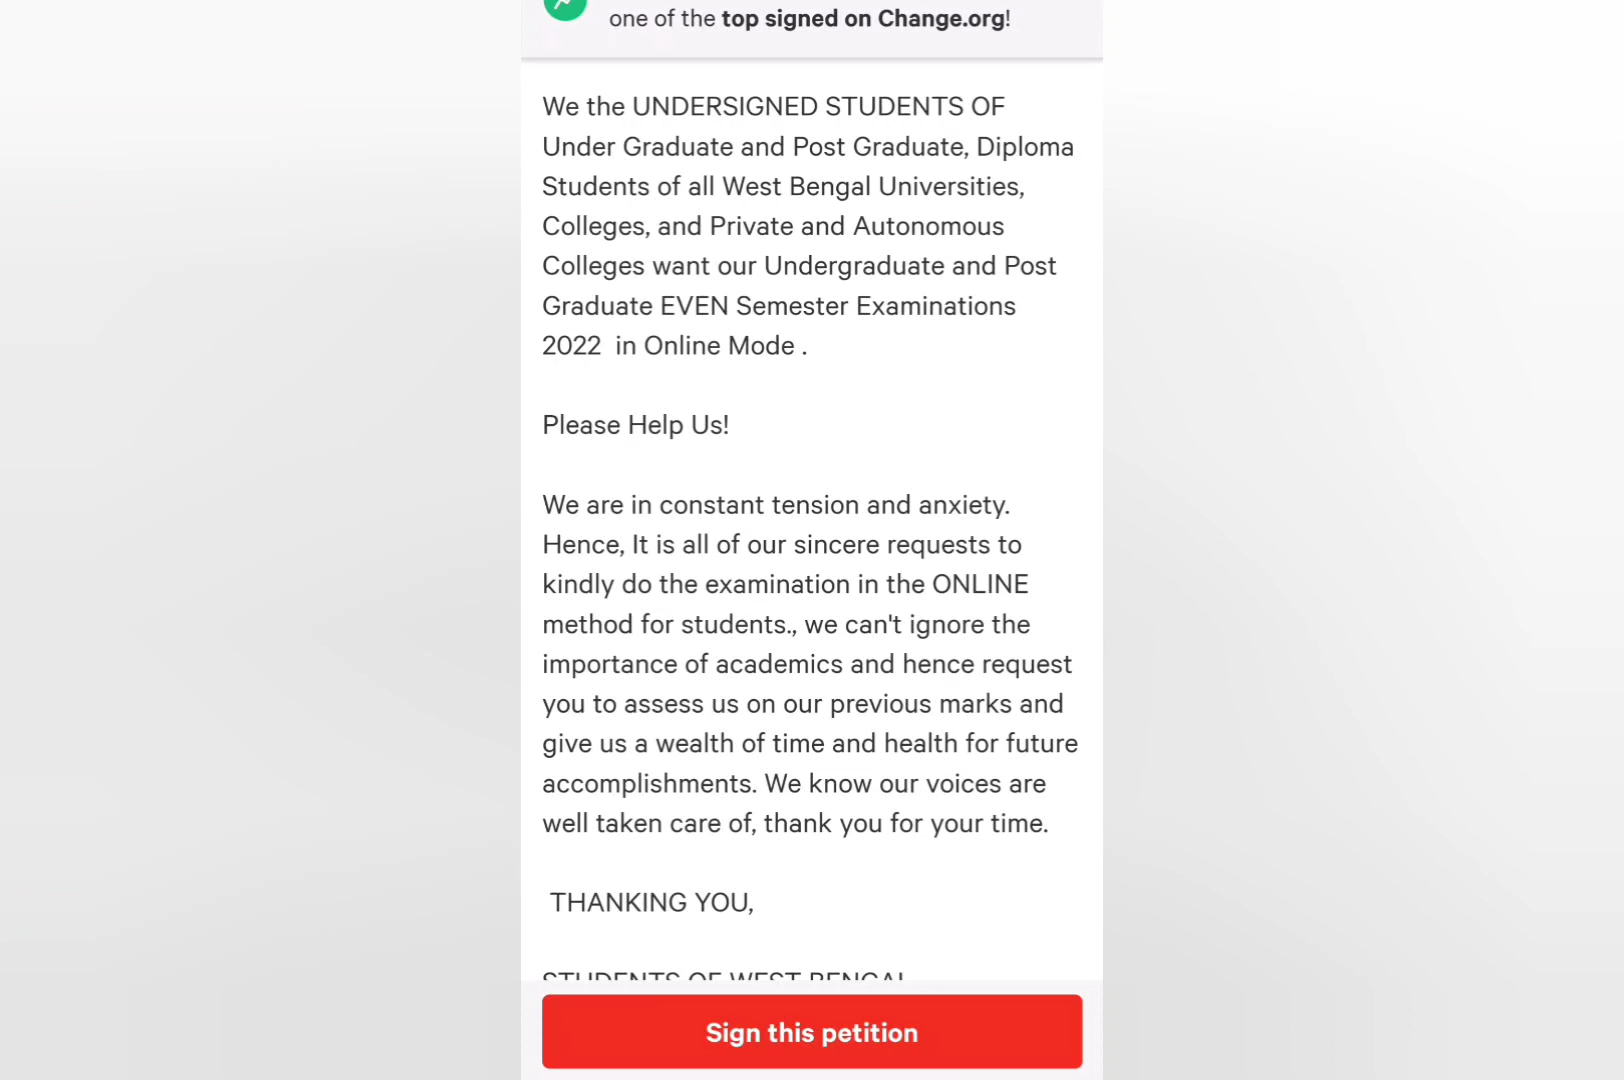 one of the top signed on Change.org!
We the UNDERSIGNED STUDENTS OF
Under Graduate and Post Graduate, Diploma
Students of all West Bengal Universities,
Colleges, and Private and Autonomous
Colleges want our Undergraduate and Post
Graduate EVEN Semester Examinations
2022  in Online Mode .
Please Help Us!
We are in constant tension and anxiety.
Hence, It is all of our sincere requests to
kindly do the examination in the ONLINE
method for students., we can't ignore the
importance of academics and hence request
you to assess us on our previous marks and
give us a wealth of time and health for future
accomplishments. We know our voices are
well taken care of, thank you for your time.
THANKING YOU,
STUDENTS OF WEST BENGAL
Sign this petition